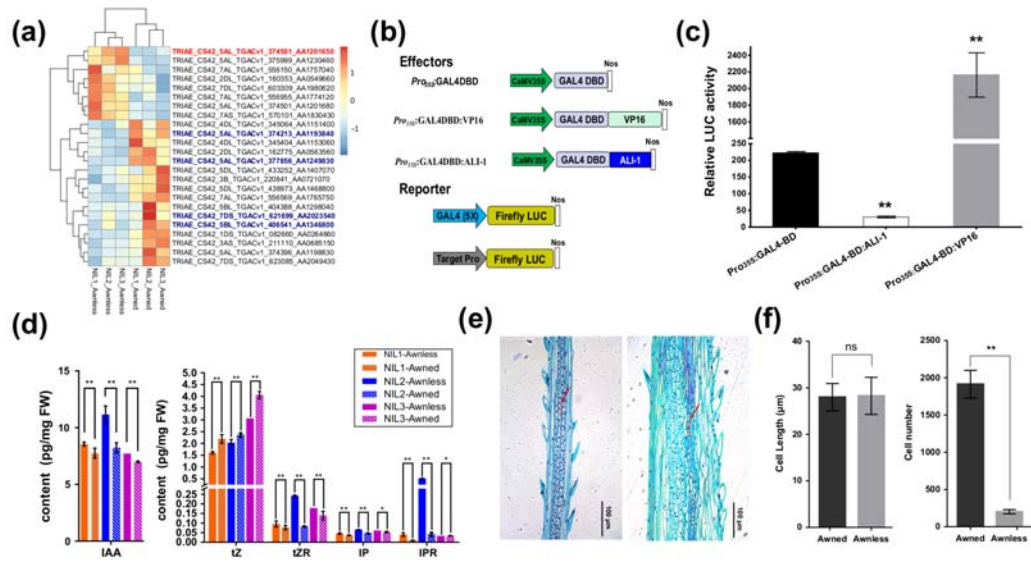 (a)
TRIAE_CS42_5AL_TGACv1_374501_AA1201650
TRIAE_CS42_5AL_TGACv1_375999_AA1230460
TRIAE_CS42_7AL_TGACv1_556150_AA1757040
TRIAE_CS42_2DL_TGACv1_160353_AA0549660
TRIAE_CS42_7DL_TGACv1_603309_AA1980620
TRIAE_CS42_7AL_TGACv1_556955_AA1774120
TRIAE_CS42_5AL_TGACv1_374501_AA1201680
TRIAE_CS42_7AS_TGACv1_570101_AA1830430
TRIAE_CS42_4DL_TGACv1_345064_AA1151400
TRIAE_CS42_5AL_TGACv1_374213_AA1193840
TRIAE_CS42_4DL_TGACv1_345404_AA1153060
TRIAE_CS42_2DL_TGACv1_162775_AA0563560
TRIAE_CS42_5AL_TGACv1_377856_AA1249830
TRIAE_CS42_5DL_TGACv1_433252_AA1407070
TRIAE_CS42_3B_TGACv1_220841_AA0721070
TRIAE_CS42_5DL_TGACv1_438973_AA1468800
TRIAE_CS42_7AL_TGACv1_556569_AA1765750
TRIAE_CS42_5BL_TGACv1_404388_AA1298040
TRIAE_CS42_7DS_TGACv1_621699_AA2023540
TRIAE_CS42_5BL_TGACv1_406541_AA1346800
TRIAE_CS42_1DS_TGACv1_082660_AA0264860
TRIAE_CS42_3AS_TGACv1_211110_AA0685150
TRIAE_CS42_5AL_TGACv1_374396_AA1198830
TRIAE_CS42_7DS_TGACv1_623085_AA2049430
1
0
-1
NIL1_Awnless
NIL2_Awnless
NIL3_Awnless
NIL1_Awned
NIL2_Awned
NIL3_Awned
(b)
Effectors
Pro35S:GAL4DBD
CaMV35S
GAL4 DBD
Nos
Pro35S:GAL4DBD:VP16
CaMV35S
GAL4 DBD
VP16
Nos
Pro35S:GAL4DBD:ALI-1
CaMV35S
GAL4 DBD
ALI-1
Nos
Reporter
GAL4 (5X)
Firefly LUC
Nos
Target Pro
Firefly LUC
Nos
(c)
Relative LUC activity
2400
2200
2000
1800
1600
1400
250
200
150
100
50
0
**
**
Pro35S:GAL4-BD
Pro35S:GAL4-BD:ALI-1
Pro35S:GAL4-BD:VP16
(d)
content (pg/mg FW)
15
10
5
0
** ** **
IAA
content (pg/mg FW)
5.0
4.5
4.0
3.5
3.0
2.5
2.0
1.5
1.0
0.5
0.25
0.20
0.15
0.10
0.05
0.00
** ** **
** ** **
** ** *
** ** *
tZ
tZR
IP
IPR
NIL1-Awnless
NIL1-Awned
NIL2-Awnless
NIL2-Awned
NIL3-Awnless
NIL3-Awned
(e)
100 μm
100 μm
(f)
Cell Length (μm)
40
30
20
10
0
ns
Awned Awnless
Cell number
2500
2000
1500
1000
500
0
**
Awned Awnless